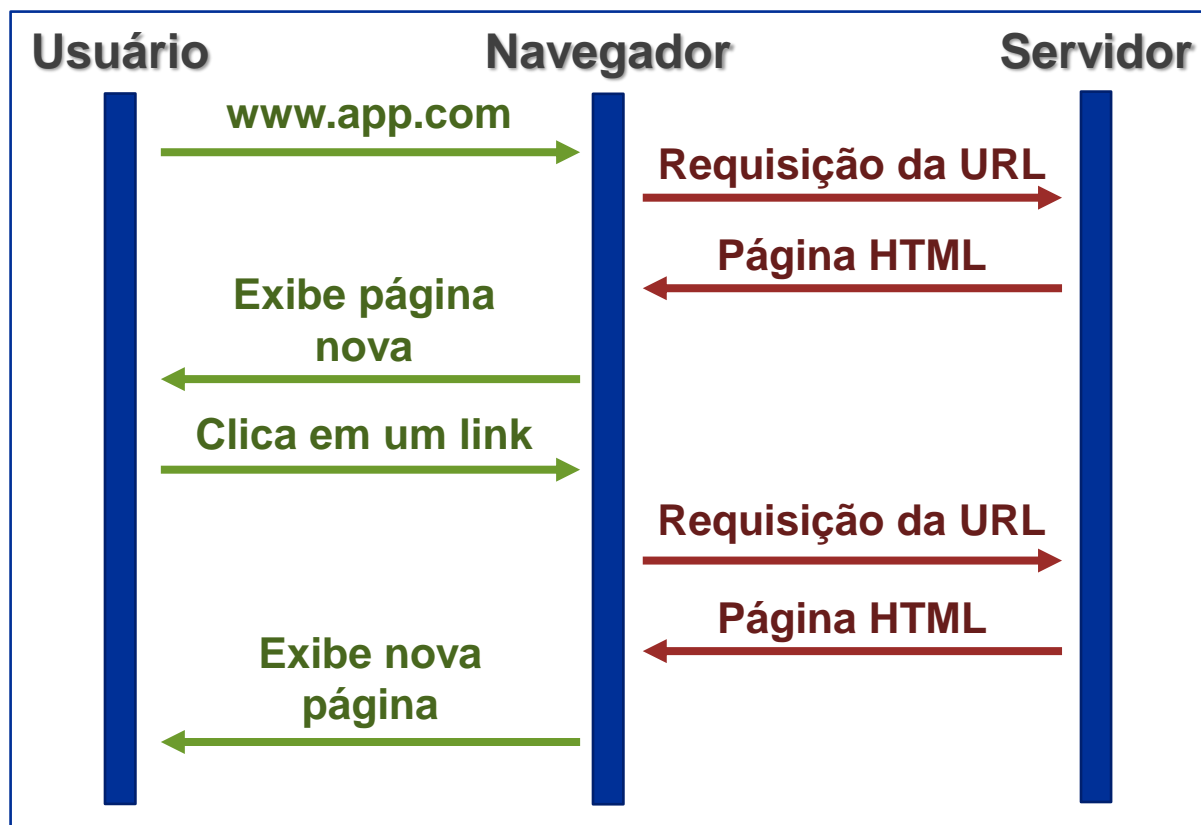 Usuário
Navegador
Servidor
www.app.com
Requisição da URL
Página HTML
Exibe página
nova
Clica em um link
Requisição da URL
Página HTML
Exibe nova
página